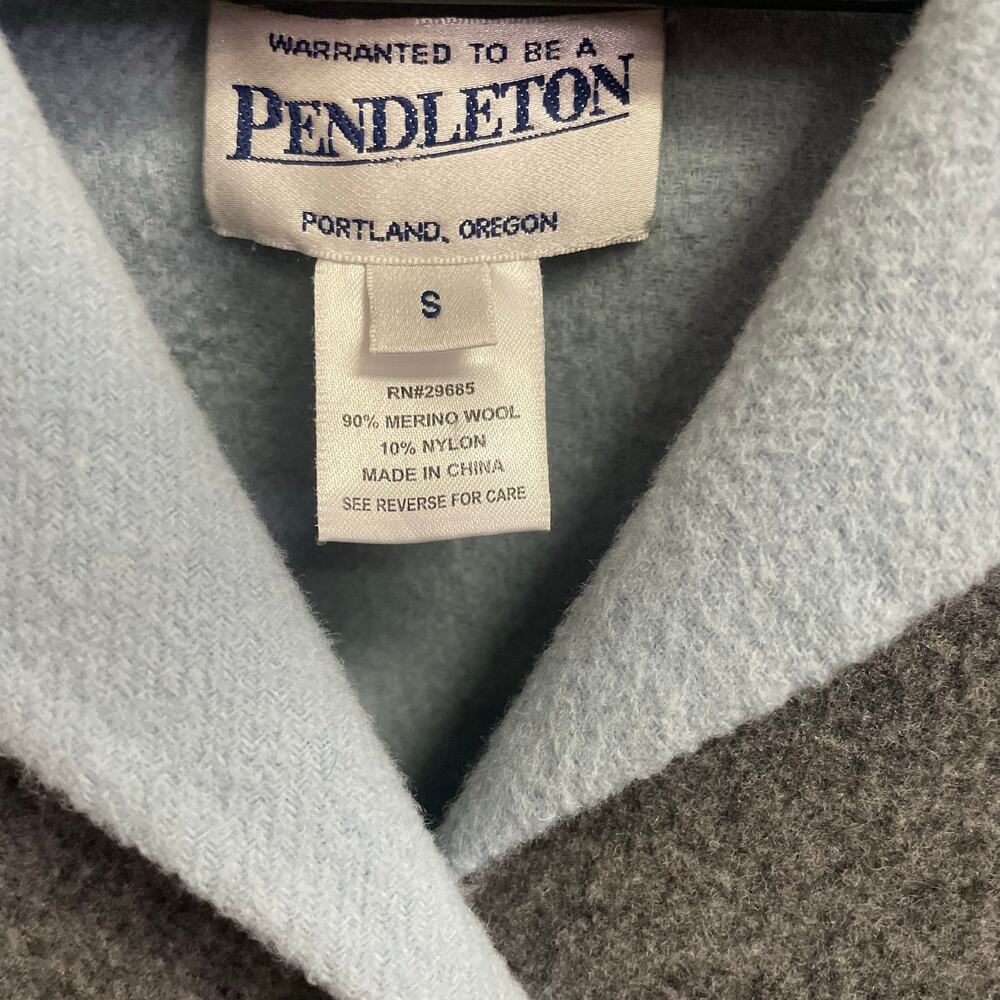 WARRANTED TO BE A
PENDLETON
PORTLAND, OREGON
S
RN#29685
90% MERINO WOOL
10% NYLON
MADE IN CHINA
SEE REVERSE FOR CARE